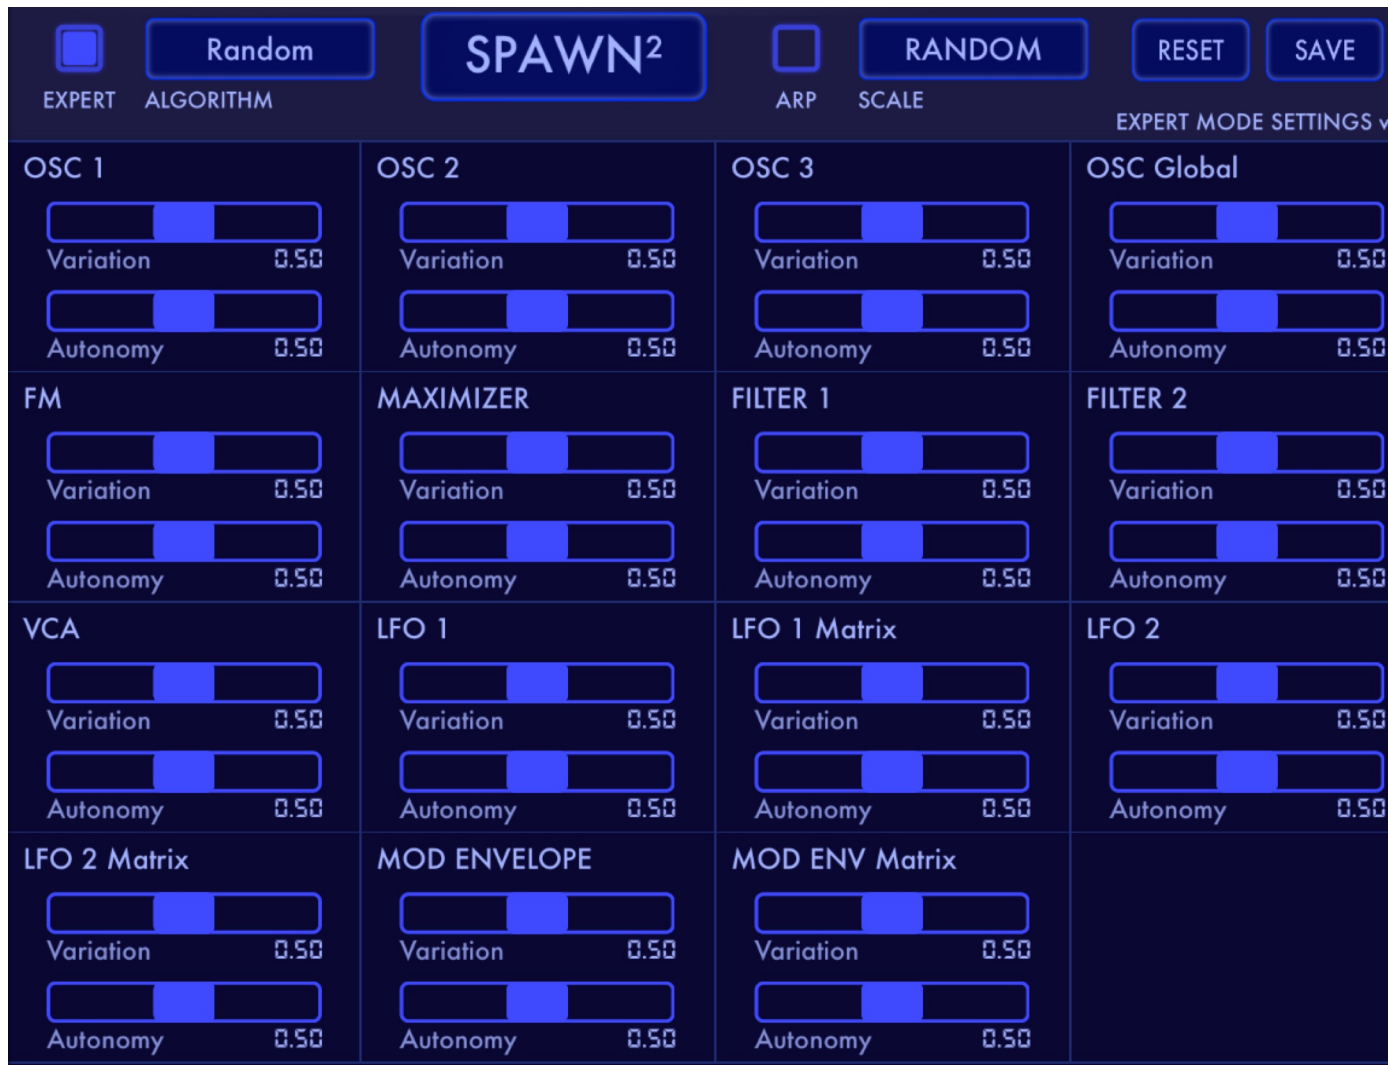 Random
SPAWN²
RANDOM
RESET
SAVE
EXPERT
ALGORITHM
ARP
SCALE
EXPERT MODE SETTINGS v
OSC 1
OSC 2
OSC 3
OSC Global
Variation 0.50
Variation 0.50
Variation 0.50
Variation 0.50
Autonomy 0.50
Autonomy 0.50
Autonomy 0.50
Autonomy 0.50
FM
MAXIMIZER
FILTER 1
FILTER 2
Variation 0.50
Variation 0.50
Variation 0.50
Variation 0.50
Autonomy 0.50
Autonomy 0.50
Autonomy 0.50
Autonomy 0.50
VCA
LFO 1
LFO 1 Matrix
LFO 2
Variation 0.50
Variation 0.50
Variation 0.50
Variation 0.50
Autonomy 0.50
Autonomy 0.50
Autonomy 0.50
Autonomy 0.50
LFO 2 Matrix
MOD ENVELOPE
MOD ENV Matrix
Variation 0.50
Variation 0.50
Variation 0.50
Autonomy 0.50
Autonomy 0.50
Autonomy 0.50